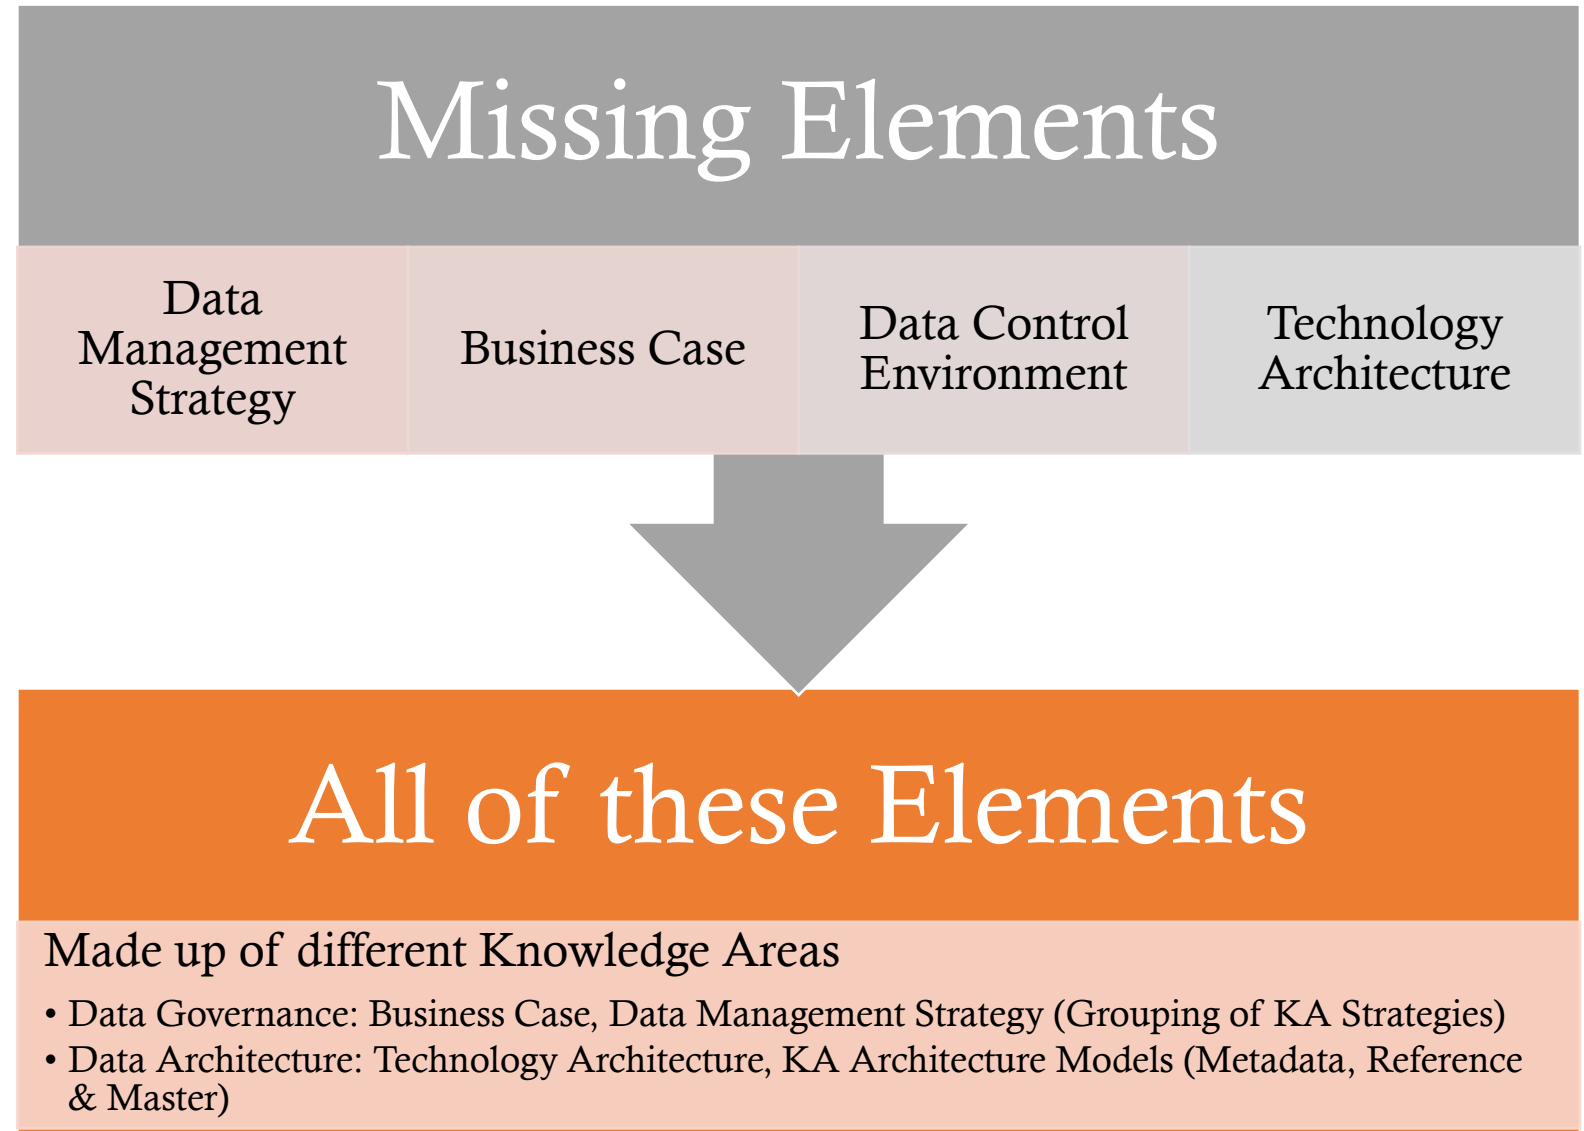 Missing Elements
Data
Management
Strategy
Business Case
Data Control
Environment
Technology
Architecture
All of these Elements
Made up of different Knowledge Areas
• Data Governance: Business Case, Data Management Strategy (Grouping of KA Strategies)
• Data Architecture: Technology Architecture, KA Architecture Models (Metadata, Reference
& Master)